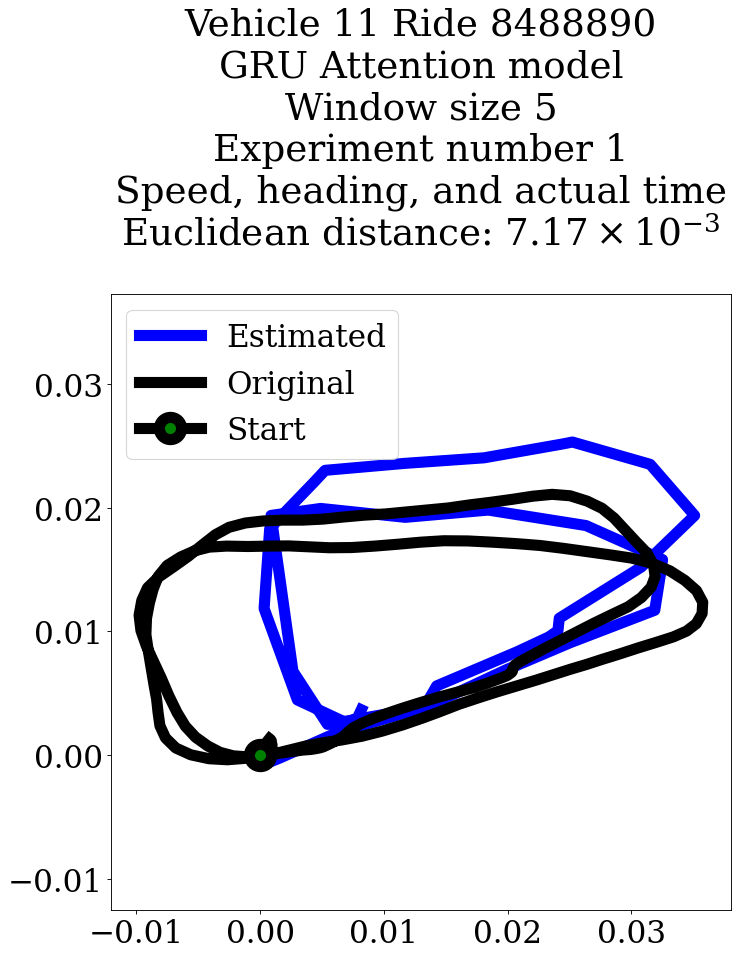 Vehicle 11 Ride 8488890
GRU Attention model
Window size 5
Experiment number 1
Speed, heading, and actual time
Euclidean distance: 7.17 × 10⁻³
Estimated
Original
Start
0.03
0.02
0.01
0.00
−0.01
−0.01 0.00 0.01 0.02 0.03